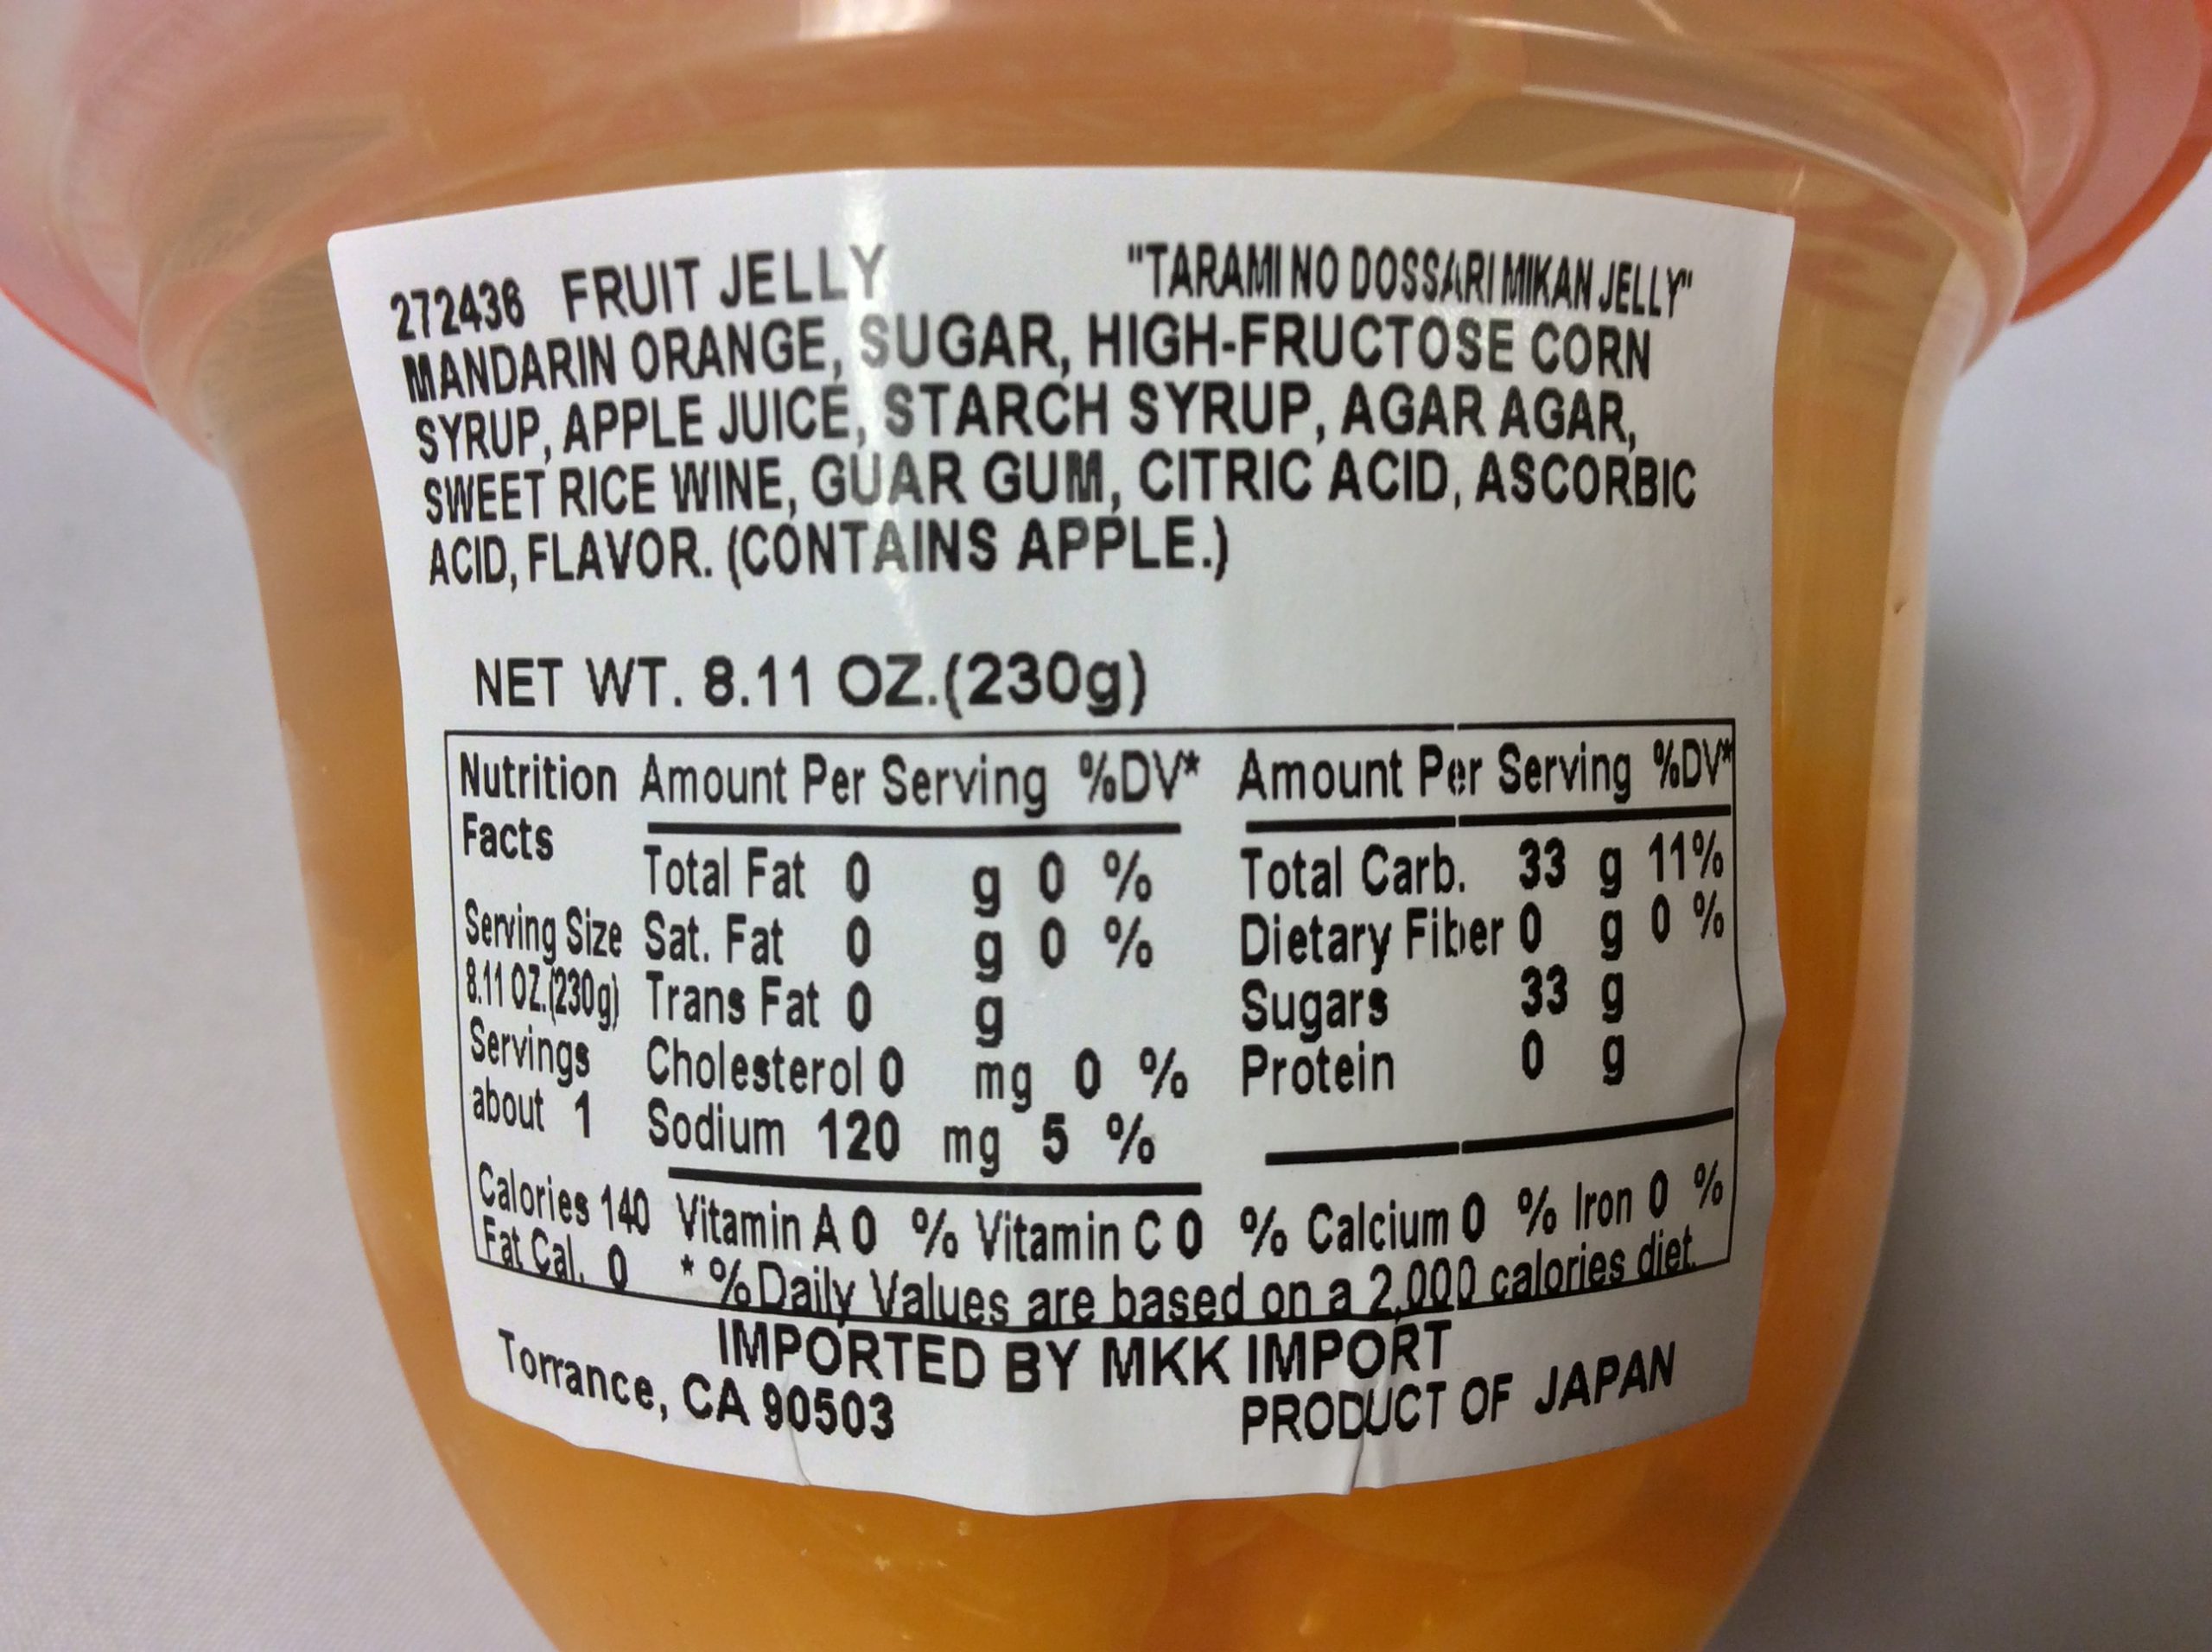 272436 FRUIT JELLY "TARAMI NO DOSSARI MIKAN JELLY"
MANDARIN ORANGE, SUGAR, HIGH-FRUCTOSE CORN
SYRUP, APPLE JUICE, STARCH SYRUP, AGAR AGAR,
SWEET RICE WINE, GUAR GUM, CITRIC ACID, ASCORBIC
ACID, FLAVOR. (CONTAINS APPLE.)
NET WT. 8.11 OZ.(230g)
Nutrition Amount Per Serving %DV* Amount Per Serving %DV*
Facts
Total Fat 0 g 0 % Total Carb. 33 g 11%
Serving Size Sat. Fat 0 g 0 % Dietary Fiber 0 g 0 %
8.11 OZ.(230g) Trans Fat 0 g Sugars 33 g
Servings Cholesterol 0 mg 0 % Protein 0 g
about 1 Sodium 120 mg 5 %
Calories 140 Vitamin A 0 % Vitamin C 0 % Calcium 0 % Iron 0 %
Fat Cal. 0 * % Daily Values are based on a 2,000 calories diet.
IMPORTED BY MKK IMPORT
Torrance, CA 90503 PRODUCT OF JAPAN